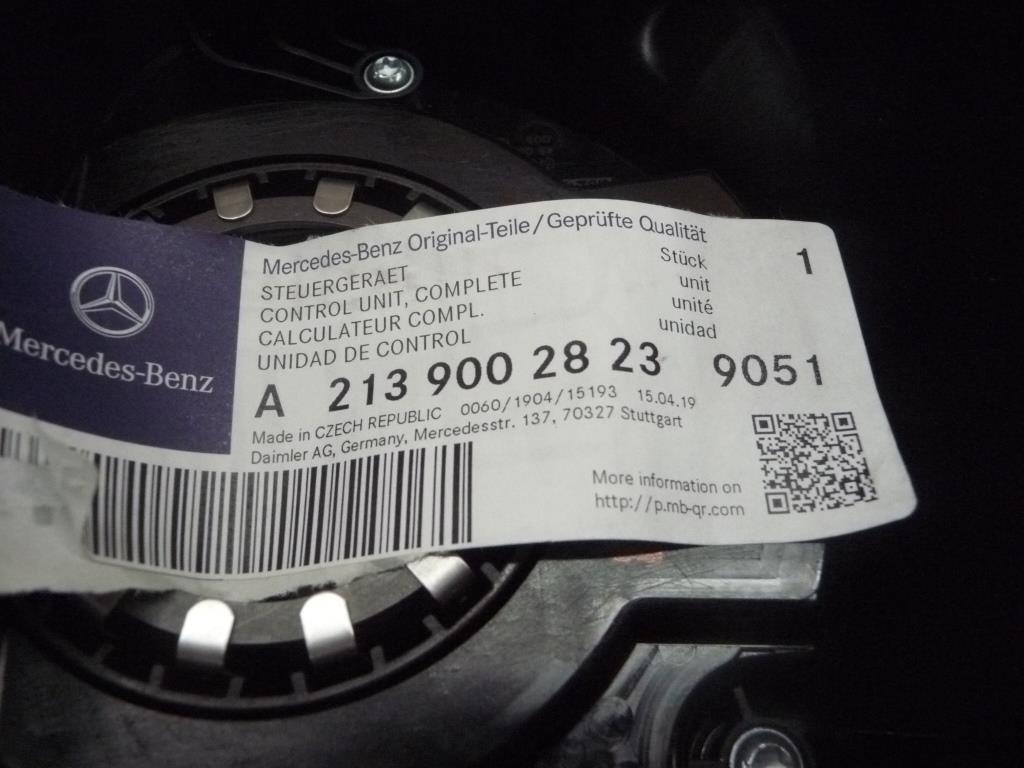 Mercedes-Benz
Mercedes-Benz Original-Teile/Geprüfte Qualität
STEUERGERAET
CONTROL UNIT, COMPLETE
CALCULATEUR COMPL.
UNIDAD DE CONTROL
Stück 1
unit
unité
unidad
A 213 900 28 23 9051
Made in CZECH REPUBLIC 0060/1904/15193 15.04.19
Daimler AG, Germany, Mercedesstr. 137, 70327 Stuttgart
More information on
http://p.mb-qr.com